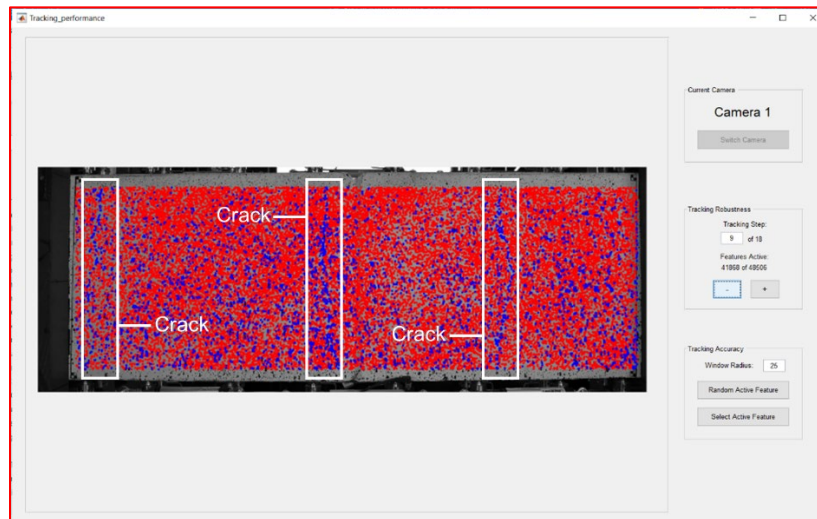 Tracking_performance
Current Camera
Camera 1
Switch Camera
Crack
Crack
Crack
Tracking Robustness
Tracking Step:
9 of 18
Features Active:
41868 of 49506
- +
Tracking Accuracy
Window Radius: 25
Random Active Feature
Select Active Feature